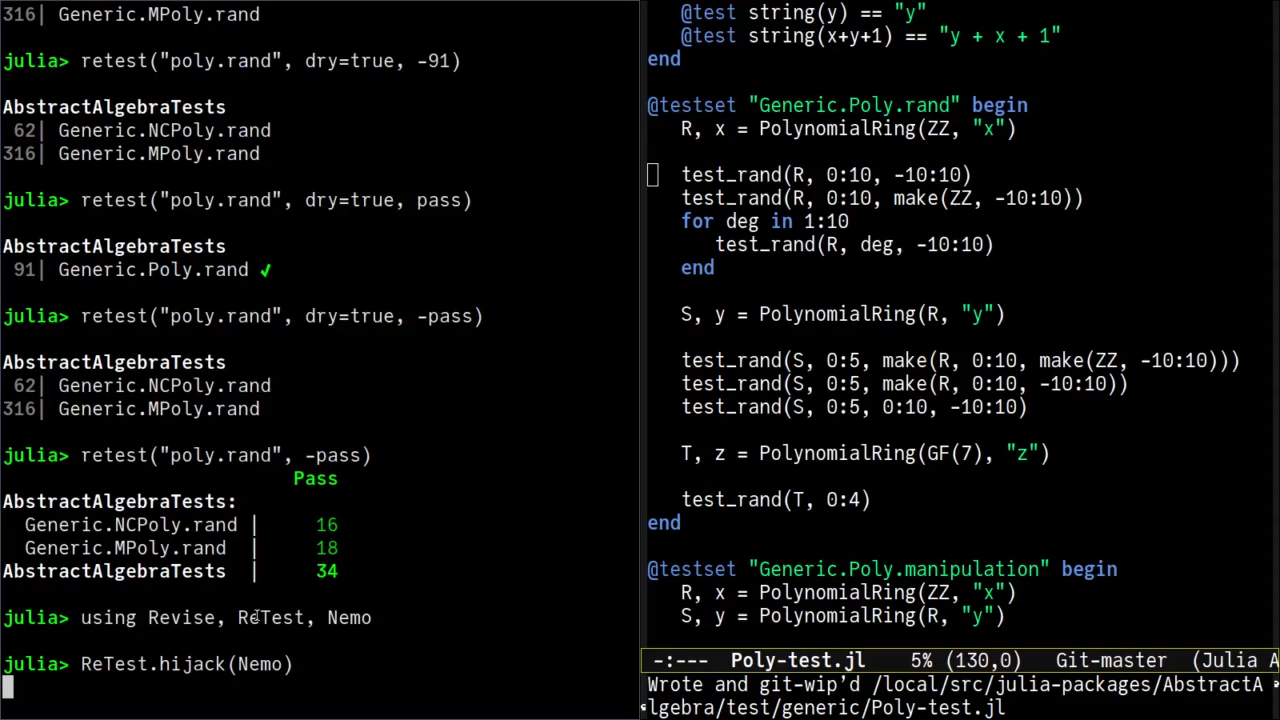 316| Generic.MPoly.rand
julia> retest("poly.rand", dry=true, -91)
AbstractAlgebraTests
62| Generic.NCPoly.rand
316| Generic.MPoly.rand
julia> retest("poly.rand", dry=true, pass)
AbstractAlgebraTests
91| Generic.Poly.rand ✓
julia> retest("poly.rand", dry=true, -pass)
AbstractAlgebraTests
62| Generic.NCPoly.rand
316| Generic.MPoly.rand
julia> retest("poly.rand", -pass)
Pass
AbstractAlgebraTests:
Generic.NCPoly.rand | 16
Generic.MPoly.rand | 18
AbstractAlgebraTests | 34
julia> using Revise, ReTest, Nemo
julia> ReTest.hijack(Nemo)
@test string(y) == "y"
@test string(x+y+1) == "y + x + 1"
end
@testset "Generic.Poly.rand" begin
R, x = PolynomialRing(ZZ, "x")
test_rand(R, 0:10, -10:10)
test_rand(R, 0:10, make(ZZ, -10:10))
for deg in 1:10
test_rand(R, deg, -10:10)
end
S, y = PolynomialRing(R, "y")
test_rand(S, 0:5, make(R, 0:10, make(ZZ, -10:10)))
test_rand(S, 0:5, make(R, 0:10, -10:10))
test_rand(S, 0:5, 0:10, -10:10)
T, z = PolynomialRing(GF(7), "z")
test_rand(T, 0:4)
end
@testset "Generic.Poly.manipulation" begin
R, x = PolynomialRing(ZZ, "x")
S, y = PolynomialRing(R, "y")
-:--- Poly-test.jl 5% (130,0) Git-master (Julia A
Wrote and git-wip’d /local/src/julia-packages/AbstractA
lgebra/test/generic/Poly-test.jl